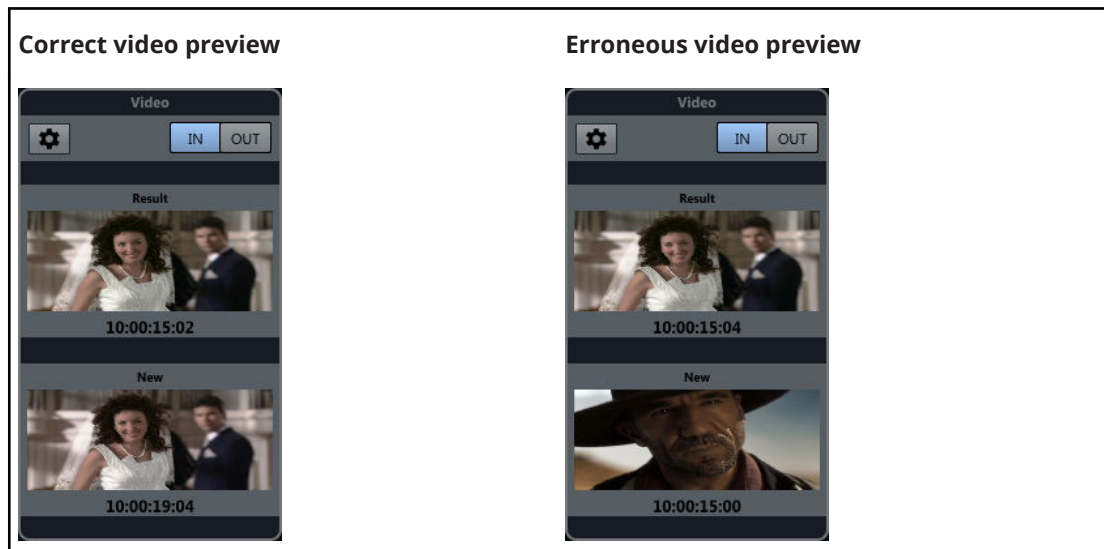 Correct video preview
Video
IN OUT
Result
10:00:15:02
New
10:00:19:04
Erroneous video preview
Video
IN OUT
Result
10:00:15:04
New
10:00:15:00